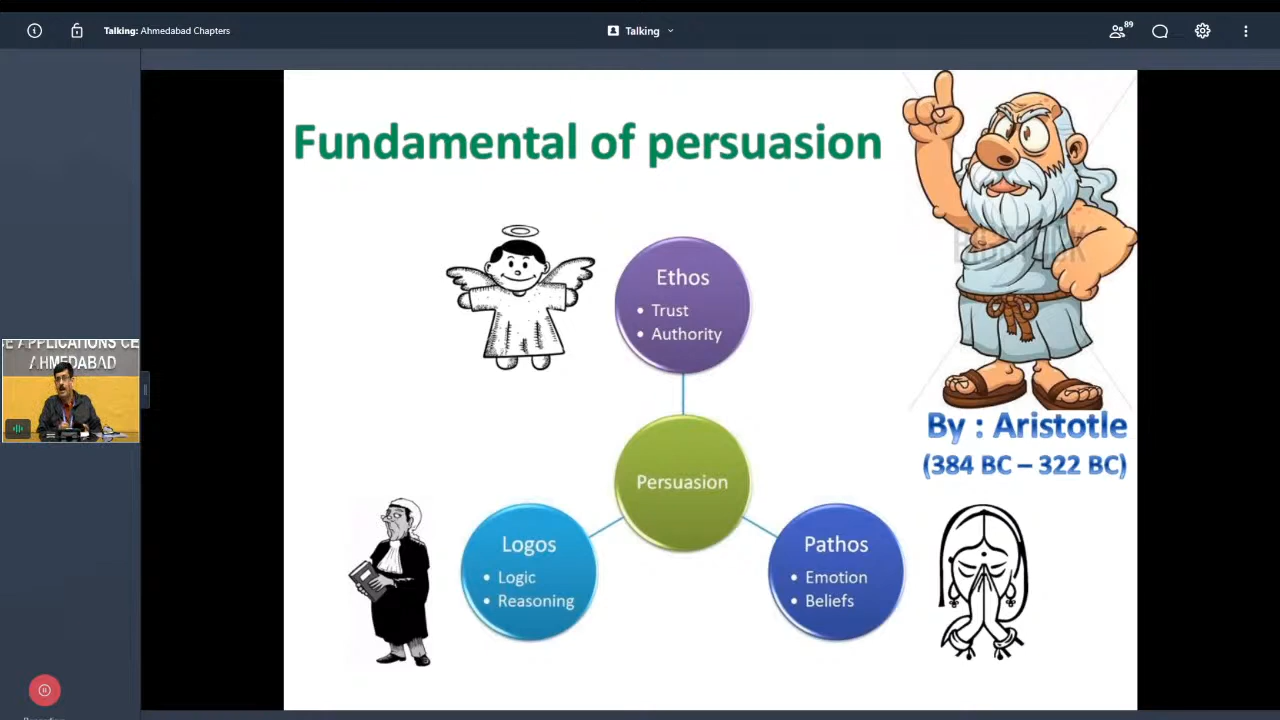 Talking: Ahmedabad Chapters
Talking
89
Fundamental of persuasion
Ethos
• Trust
• Authority
By : Aristotle
(384 BC – 322 BC)
AHMEDABAD
Persuasion
Logos
• Logic
• Reasoning
Pathos
• Emotion
• Beliefs